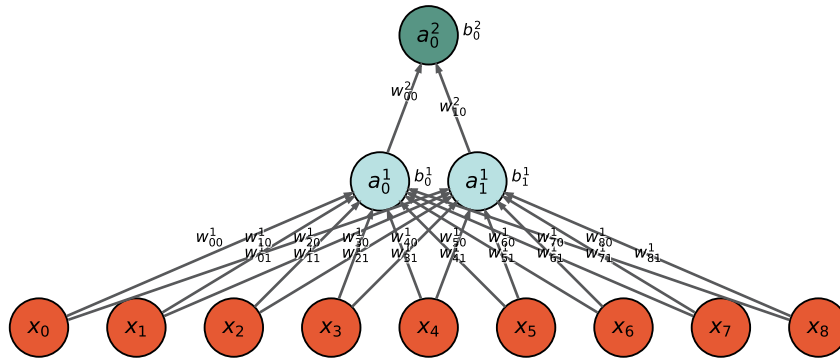 a_0^2 b_0^2
w_00^2 w_10^2
a_0^1 b_0^1 a_1^1 b_1^1
w_00^1 w_10^1 w_20^1 w_30^1 w_40^1 w_50^1 w_60^1 w_70^1 w_80^1
w_01^1 w_11^1 w_21^1 w_31^1 w_41^1 w_51^1 w_61^1 w_71^1 w_81^1
x_0 x_1 x_2 x_3 x_4 x_5 x_6 x_7 x_8